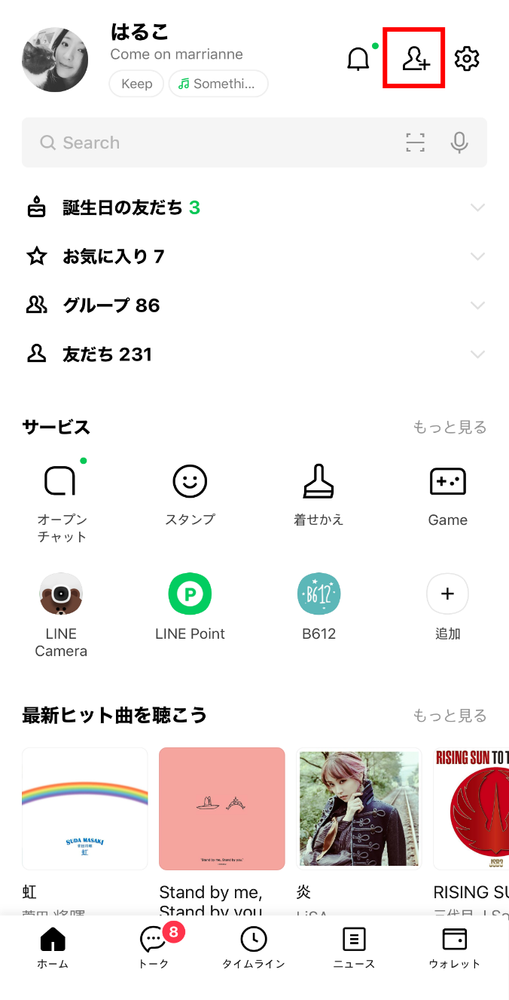 はるこ
Come on marrianne
Keep
Somethi...
Search
誕生日の友だち 3
お気に入り 7
グループ 86
友だち 231
サービス
もっと見る
オープン
チャット
スタンプ
着せかえ
Game
LINE
Camera
P
LINE Point
B612
B612
追加
最新ヒット曲を聴こう
もっと見る
SUDA MASAKI
菅田将暉
虹
"Stand by me, Stand by you."
RISING SUN TO T
JSB3
虹
Stand by me,
炎
RISING SU
Stand by you
菅田 将暉
LiSA
三代目 J So
8
ホーム
トーク
タイムライン
ニュース
ウォレット